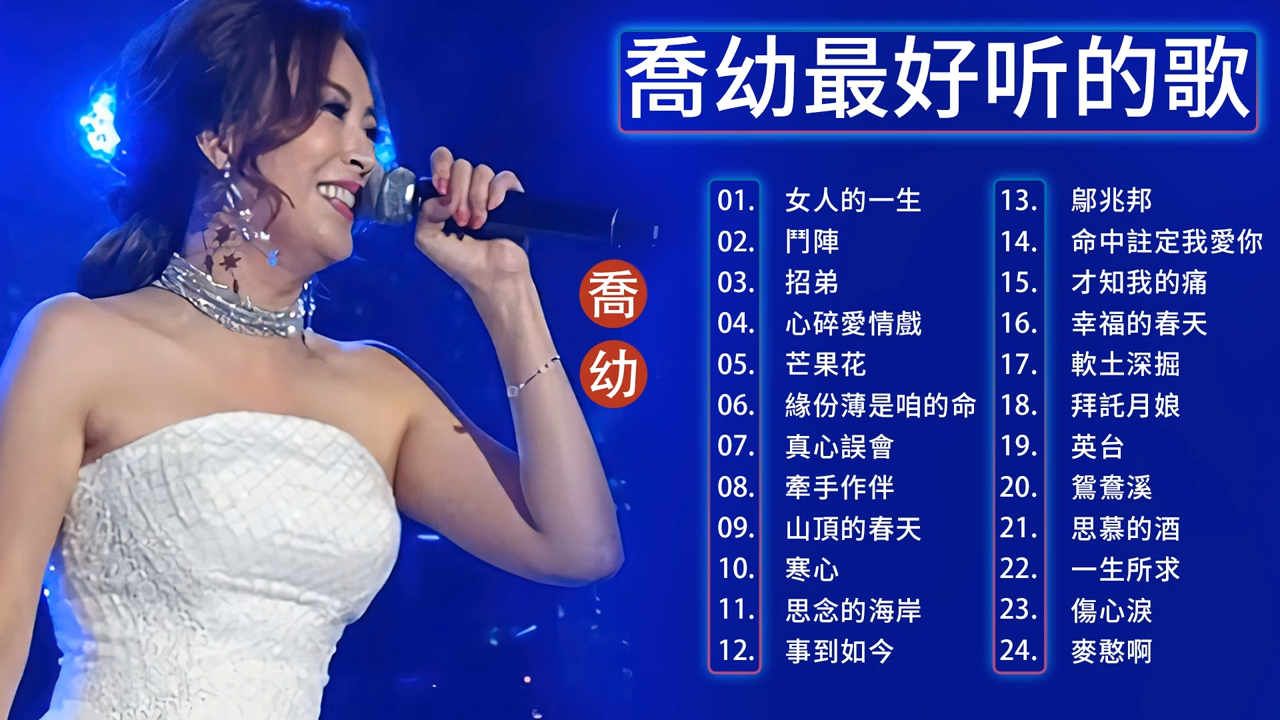 喬幼最好听的歌
喬
幼
01. 女人的一生
02. 鬥陣
03. 招弟
04. 心碎愛情戲
05. 芒果花
06. 緣份薄是咱的命
07. 真心誤會
08. 牽手作伴
09. 山頂的春天
10. 寒心
11. 思念的海岸
12. 事到如今
13. 鄔兆邦
14. 命中註定我愛你
15. 才知我的痛
16. 幸福的春天
17. 軟土深掘
18. 拜託月娘
19. 英台
20. 鴛鴦溪
21. 思慕的酒
22. 一生所求
23. 傷心淚
24. 麥憨啊